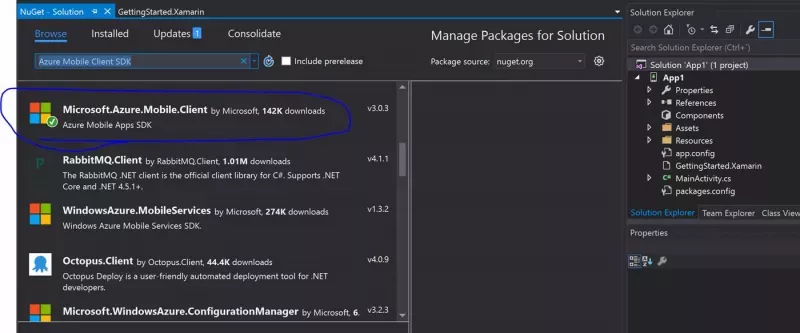 NuGet - Solution
GettingStarted.Xamarin
Browse Installed Updates 1 Consolidate
Manage Packages for Solution
Azure Mobile Client SDK
Include prerelease
Package source: nuget.org
Microsoft.Azure.Mobile.Client by Microsoft, 142K downloads v3.0.3
Azure Mobile Apps SDK
RabbitMQ.Client by RabbitMQ.Client, 1.01M downloads v4.1.1
The RabbitMQ .NET client is the official client library for C#. Supports .NET
Core and .NET 4.5.1+.
WindowsAzure.MobileServices by Microsoft, 274K downloads v1.3.2
Windows Azure Mobile Services SDK.
Octopus.Client by Octopus.Client, 44.4K downloads v4.0.9
Octopus Deploy is a user-friendly automated deployment tool for .NET
developers.
Microsoft.WindowsAzure.ConfigurationManager by Microsoft, 6. v3.2.3
Solution Explorer
Search Solution Explorer (Ctrl+')
Solution 'App1' (1 project)
App1
Properties
References
Components
Assets
Resources
app.config
GettingStarted.Xamarin
MainActivity.cs
packages.config
Solution Explorer Team Explorer Class View
Properties